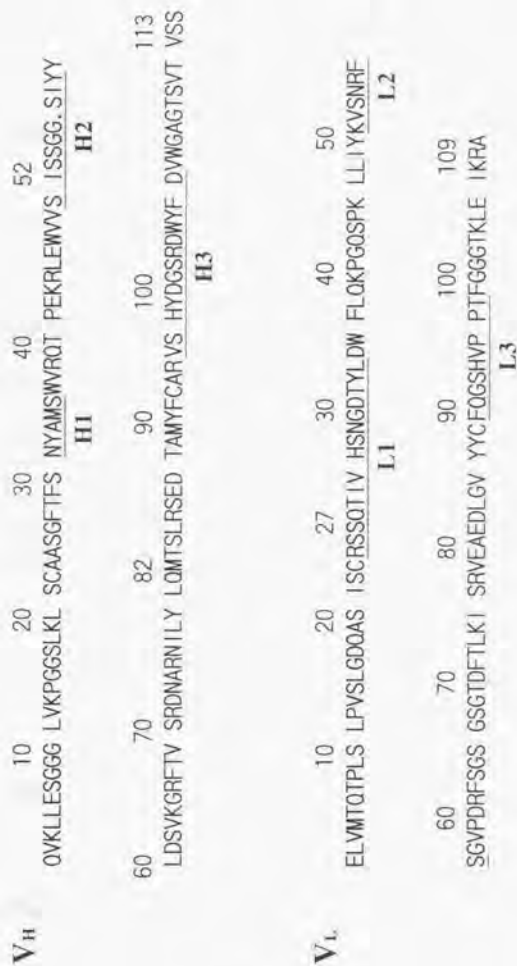 10 20 30 40 52
V_H QVKLLESGGG LVKPGGSLKL SCAASGFTFS NYAMSWVRQT PEKRLEWVVS ISSGG.SIYY
H1 H2
60 70 82 90 100 113
LDSVKGRFTV SRDNARNILY LQMTSLRSED TAMYFCARVS HYDGSRDWYF DVWGAGTSVT VSS
H3
10 20 27 30 40 50
V_L ELVMTQTPLS LPVSLGDQAS ISCRSSQTIV HSNGDTYLDW FLQKPGQSPK LLIYKVSNRF
L1 L2
60 70 80 90 100 109
SGVPDRFSGS GSGTDFTLKI SRVEAEDLGV YYCFQGSHVP PTFGGGTKLE IKRA
L3